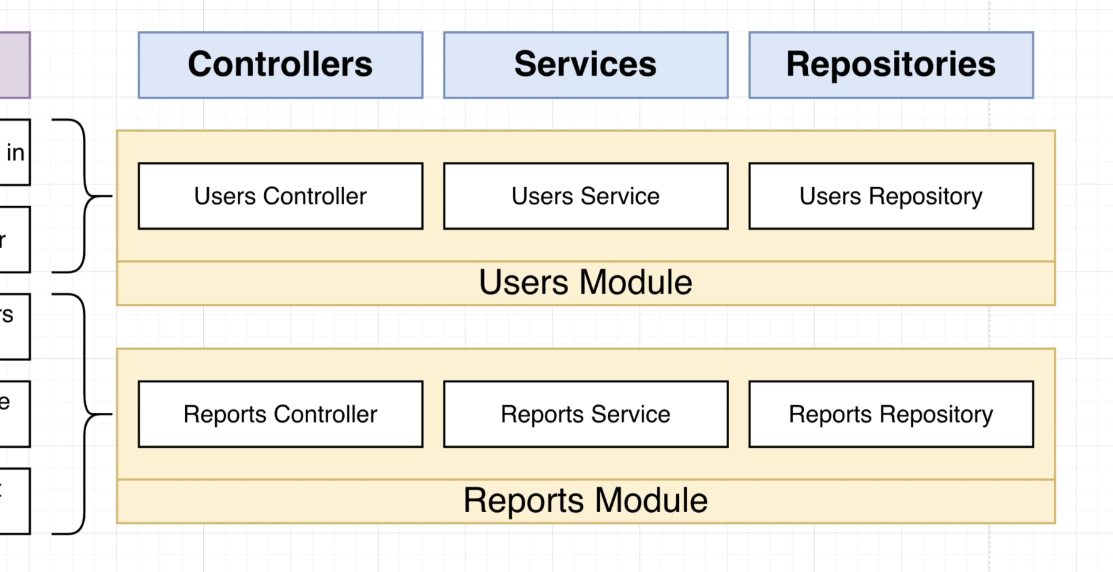 Controllers
Services
Repositories
in
r
Users Controller
Users Service
Users Repository
Users Module
rs
e
Reports Controller
Reports Service
Reports Repository
Reports Module